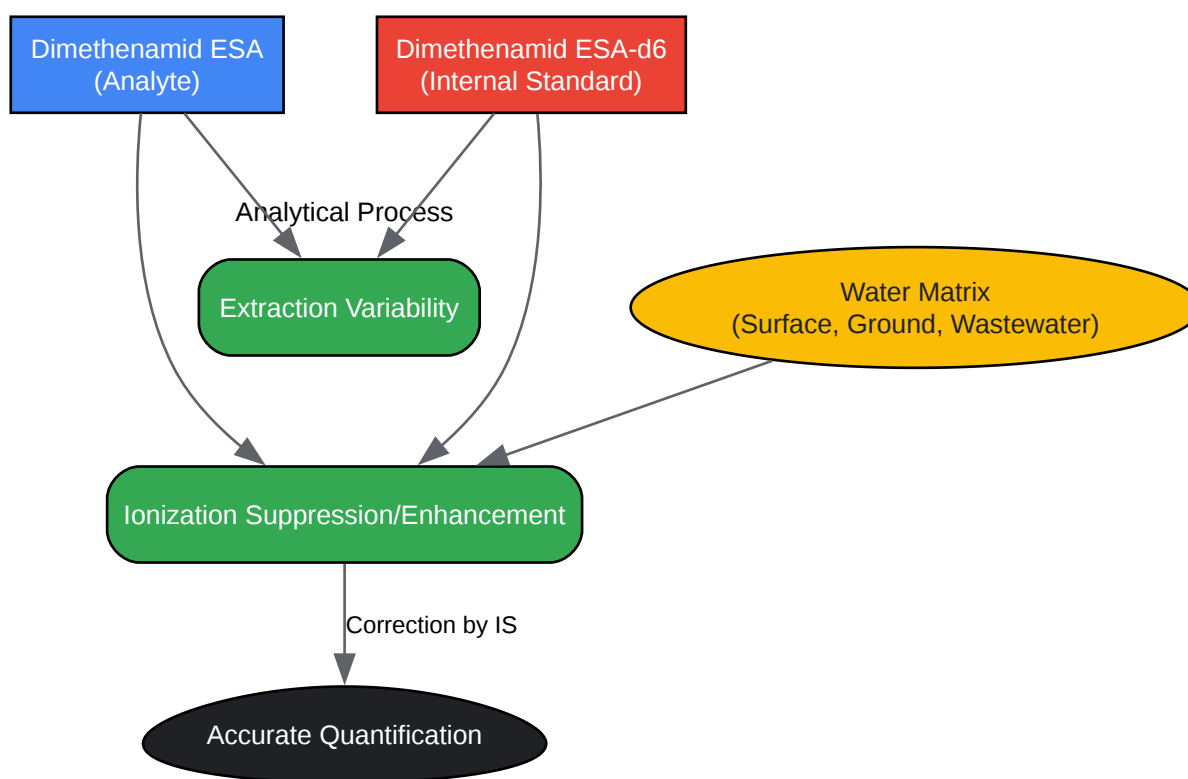 Dimethenamid ESA
(Analyte)
Dimethenamid ESA-d6
(Internal Standard)
Analytical Process
Extraction Variability
Water Matrix
(Surface, Ground, Wastewater)
Ionization Suppression/Enhancement
Correction by IS
Accurate Quantification